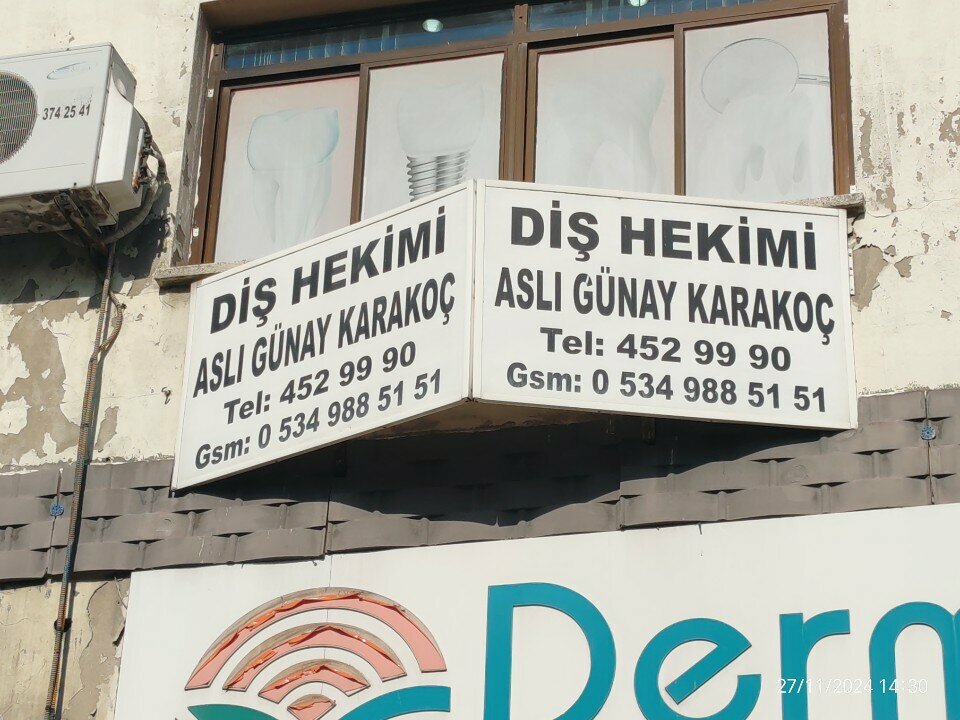 374 25 41
DİŞ HEKİMİ
ASLI GÜNAY KARAKOÇ
Tel: 452 99 90
Gsm: 0 534 988 51 51
DİŞ HEKİMİ
ASLI GÜNAY KARAKOÇ
Tel: 452 99 90
Gsm: 0 534 988 51 51
Derm
27/11/2024 14:30